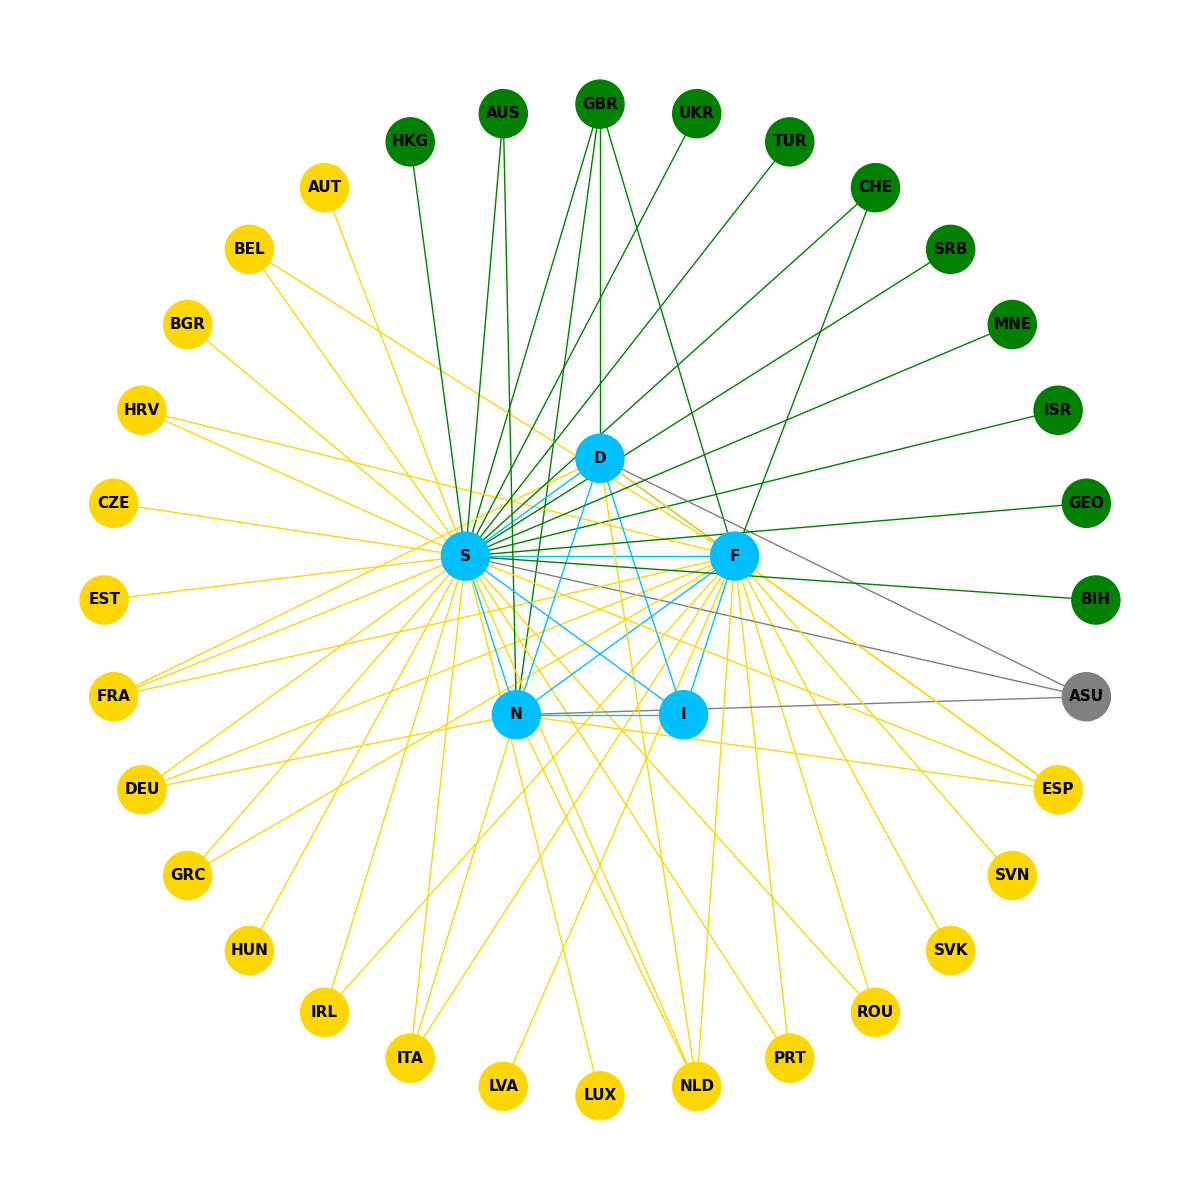 GBR
AUS
UKR
HKG
TUR
AUT
CHE
BEL
SRB
BGR
MNE
HRV
ISR
D
CZE
GEO
S
F
EST
BIH
FRA
ASU
N
I
DEU
ESP
GRC
SVN
HUN
SVK
IRL
ROU
ITA
PRT
LVA
NLD
LUX